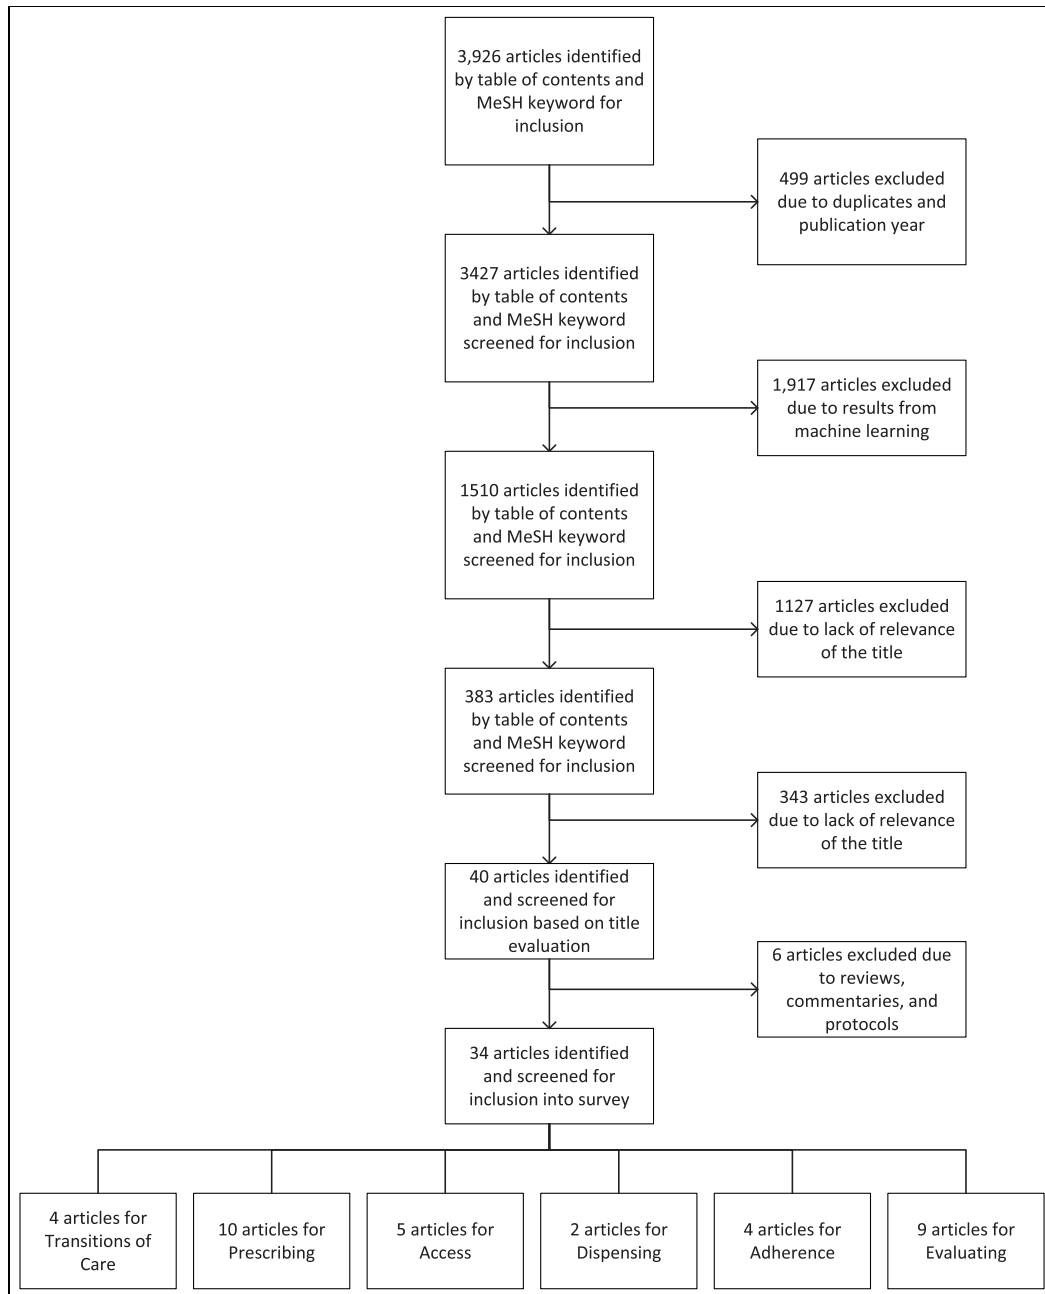 3,926 articles identified
by table of contents and
MeSH keyword for
inclusion
499 articles excluded
due to duplicates and
publication year
3427 articles identified
by table of contents
and MeSH keyword
screened for inclusion
1,917 articles excluded
due to results from
machine learning
1510 articles identified
by table of contents
and MeSH keyword
screened for inclusion
1127 articles excluded
due to lack of relevance
of the title
383 articles identified
by table of contents
and MeSH keyword
screened for inclusion
343 articles excluded
due to lack of relevance
of the title
40 articles identified
and screened for
inclusion based on title
evaluation
6 articles excluded due
to reviews,
commentaries, and
protocols
34 articles identified
and screened for
inclusion into survey
4 articles for
Transitions of
Care
10 articles for
Prescribing
5 articles for
Access
2 articles for
Dispensing
4 articles for
Adherence
9 articles for
Evaluating